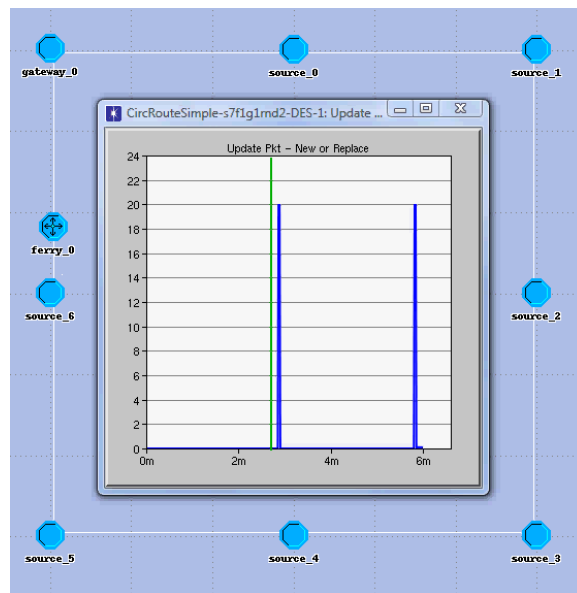 gateway_0
source_0
source_1
CircRouteSimple-s7f1g1md2-DES-1: Update ...
Update Pkt - New or Replace
24
22
20
18
16
14
12
10
8
6
4
2
0
0m 2m 4m 6m
ferry_0
source_6
source_2
source_5
source_4
source_3